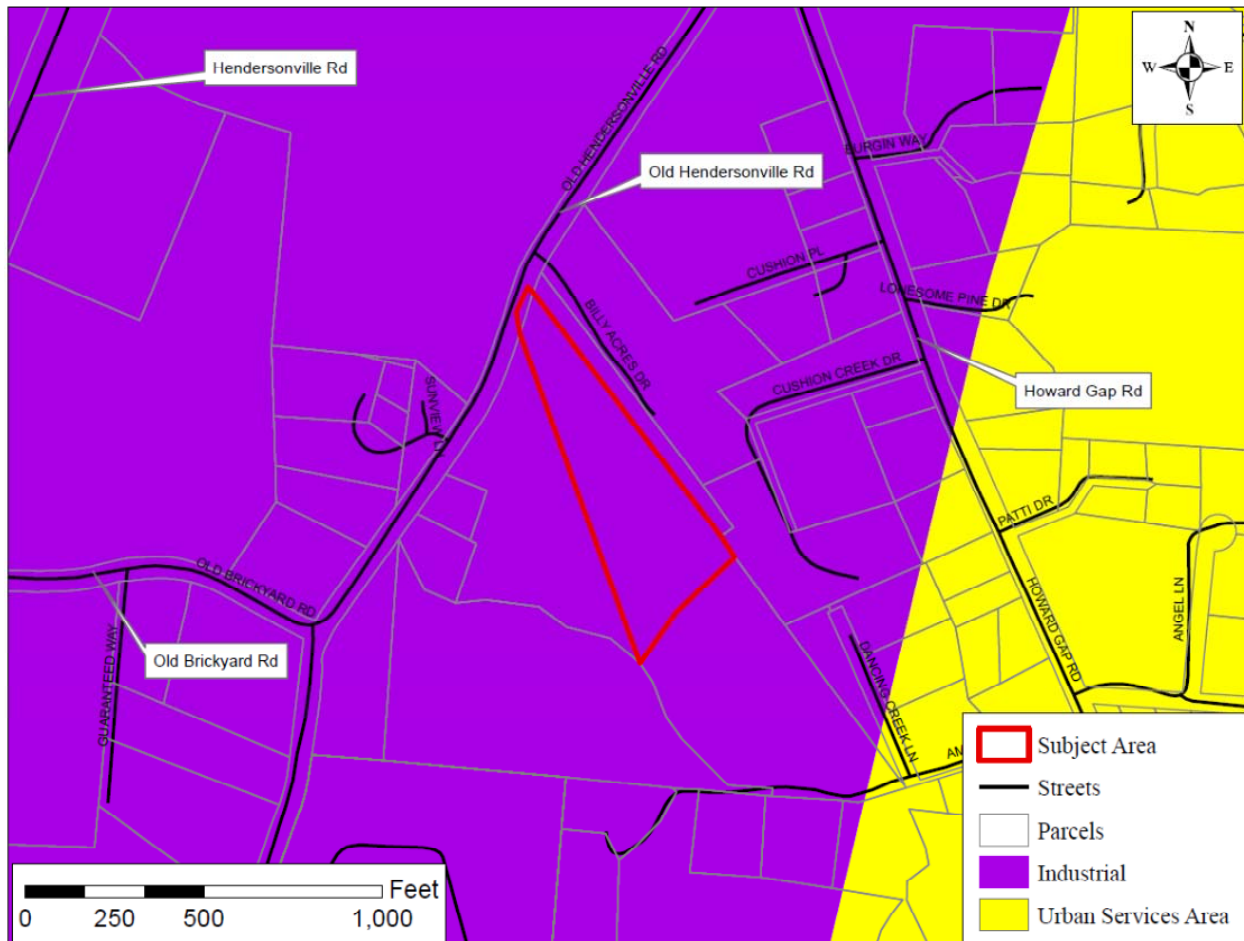 N
W E
S
Hendersonville Rd
OLD HENDERSONVILLE RD
Old Hendersonville Rd
BURGIN WAY
CUSHION PL
LONESOME PINE DR
BILLY ACRES DR
CUSHION CREEK DR
Howard Gap Rd
SUNVIEW LN
PATTI DR
OLD BRICKYARD RD
HOWARD GAP RD
ANGEL LN
Old Brickyard Rd
GUARANTEED WAY
DANCING CREEK LN
AM
Subject Area
Streets
Parcels
Industrial
Urban Services Area
Feet
0 250 500 1,000